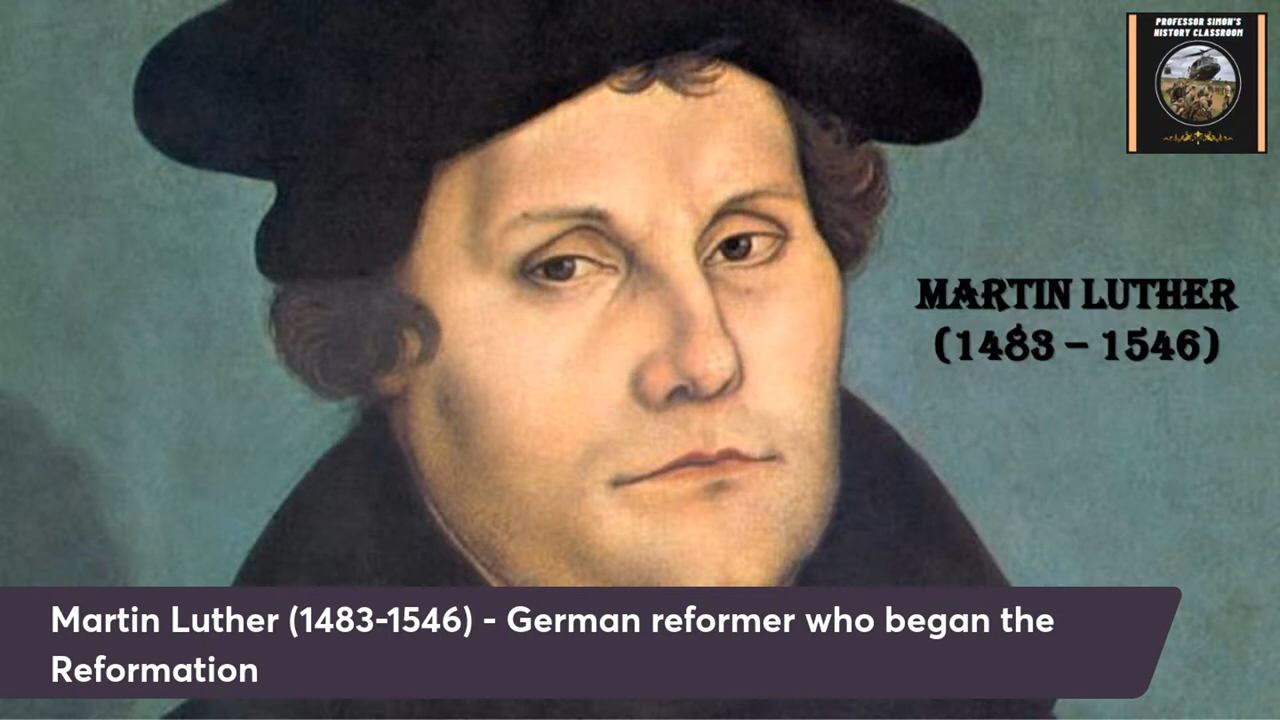 PROFESSOR SIMON'S
HISTORY CLASSROOM
MARTIN LUTHER
(1483 – 1546)
Martin Luther (1483-1546) - German reformer who began the
Reformation